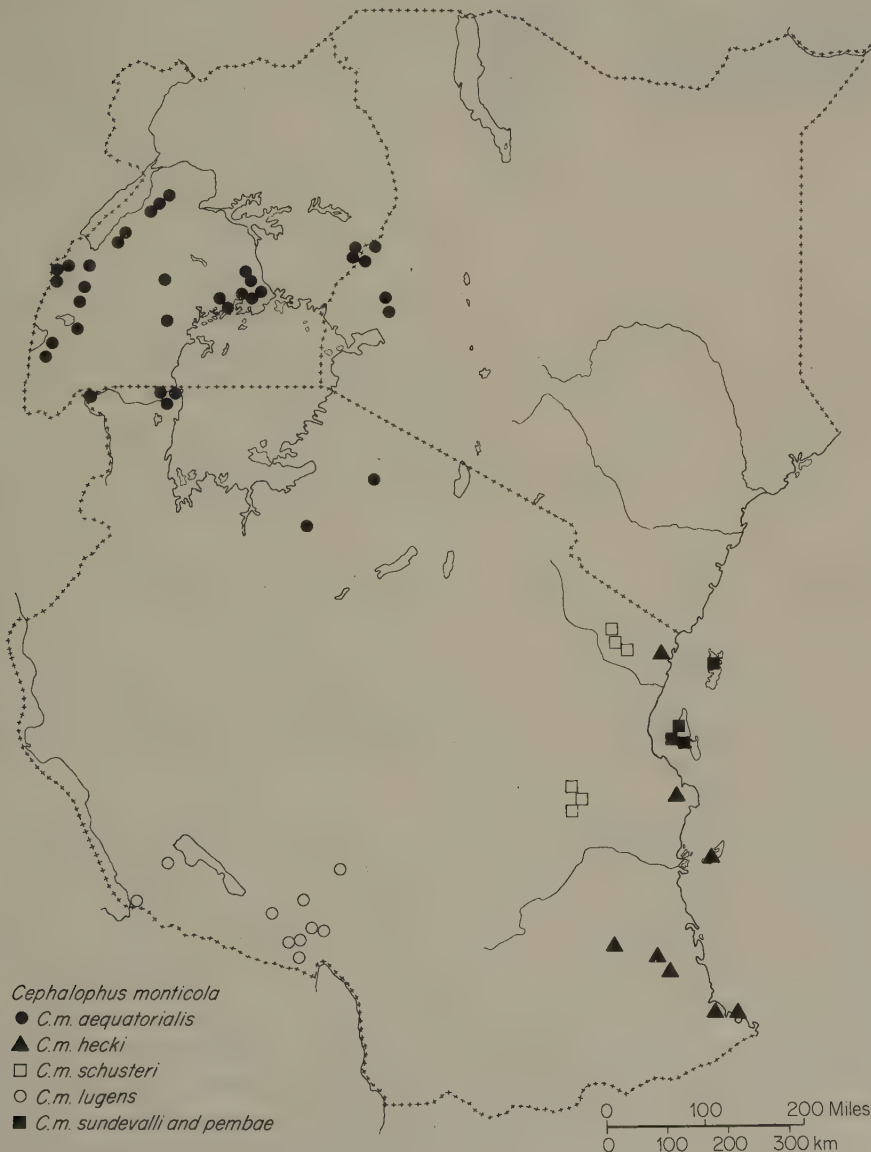 Cephalophus monticola
C.m. aequatorialis
C.m. hecki
C.m. schusteri
C.m. lugens
C.m. sundevalli and pembae
0 100 200 Miles
0 100 200 300 km